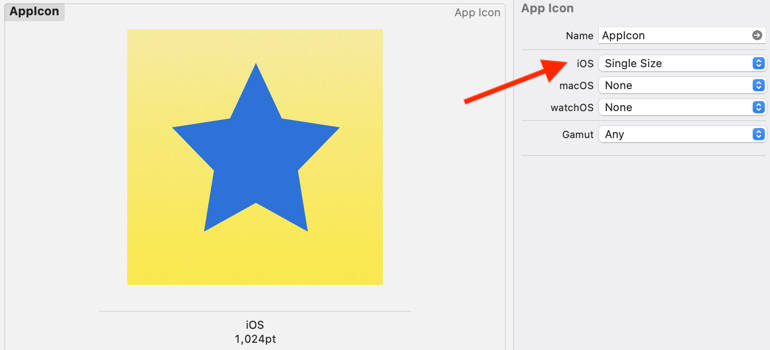 AppIcon
App Icon
iOS
1,024pt
App Icon
Name AppIcon
iOS Single Size
macOS None
watchOS None
Gamut Any